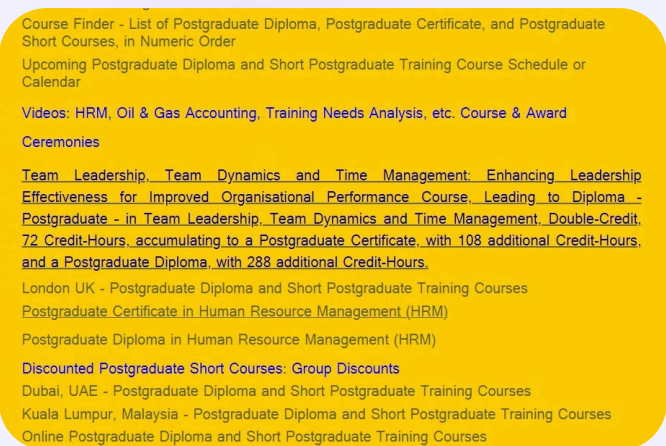 Course Finder - List of Postgraduate Diploma, Postgraduate Certificate, and Postgraduate
Short Courses, in Numeric Order
Upcoming Postgraduate Diploma and Short Postgraduate Training Course Schedule or
Calendar
Videos: HRM, Oil & Gas Accounting, Training Needs Analysis, etc. Course & Award
Ceremonies
Team Leadership, Team Dynamics and Time Management: Enhancing Leadership
Effectiveness for Improved Organisational Performance Course, Leading to Diploma -
Postgraduate - in Team Leadership, Team Dynamics and Time Management, Double-Credit,
72 Credit-Hours, accumulating to a Postgraduate Certificate, with 108 additional Credit-Hours,
and a Postgraduate Diploma, with 288 additional Credit-Hours.
London UK - Postgraduate Diploma and Short Postgraduate Training Courses
Postgraduate Certificate in Human Resource Management (HRM)
Postgraduate Diploma in Human Resource Management (HRM)
Discounted Postgraduate Short Courses: Group Discounts
Dubai, UAE - Postgraduate Diploma and Short Postgraduate Training Courses
Kuala Lumpur, Malaysia - Postgraduate Diploma and Short Postgraduate Training Courses
Online Postgraduate Diploma and Short Postgraduate Training Courses